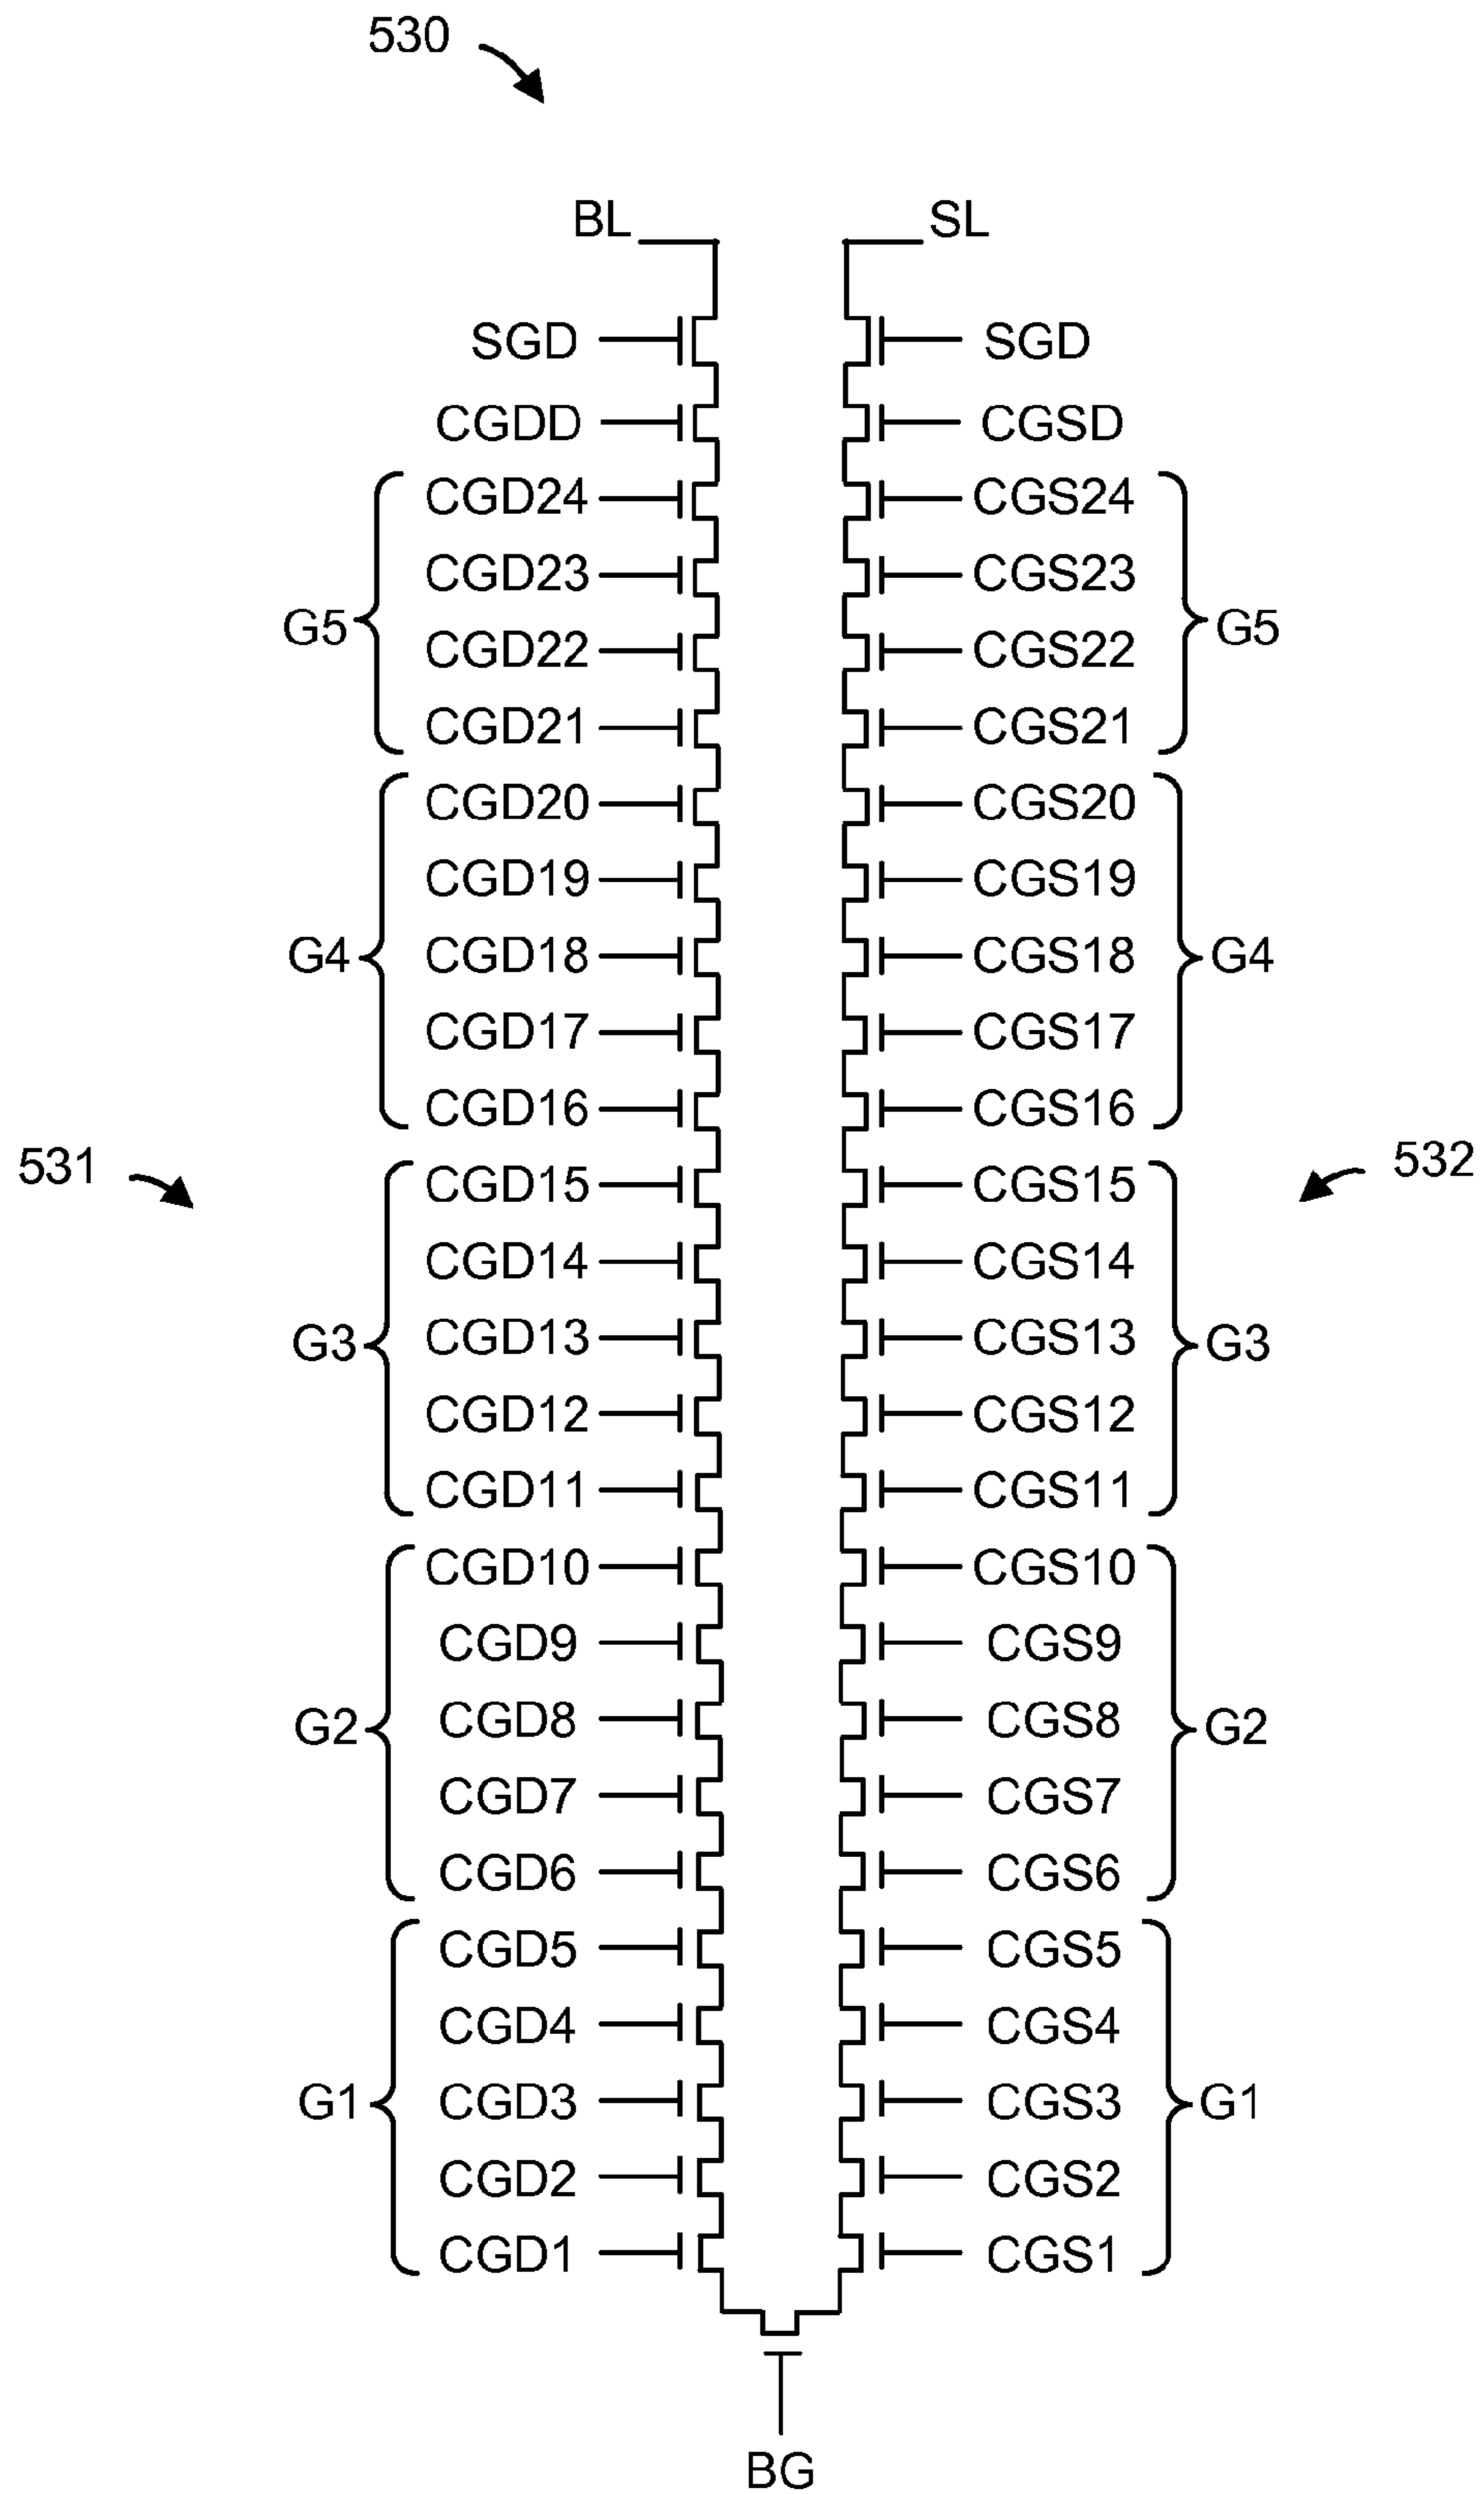 530
BL SL
SGD SGD
CGDD CGSD
CGD24 CGS24
CGD23 CGS23
G5 CGD22 CGS22 G5
CGD21 CGS21
CGD20 CGS20
CGD19 CGS19
G4 CGD18 CGS18 G4
CGD17 CGS17
CGD16 CGS16
531 CGD15 CGS15 532
CGD14 CGS14
G3 CGD13 CGS13 G3
CGD12 CGS12
CGD11 CGS11
CGD10 CGS10
CGD9 CGS9
G2 CGD8 CGS8 G2
CGD7 CGS7
CGD6 CGS6
CGD5 CGS5
CGD4 CGS4
G1 CGD3 CGS3 G1
CGD2 CGS2
CGD1 CGS1
BG